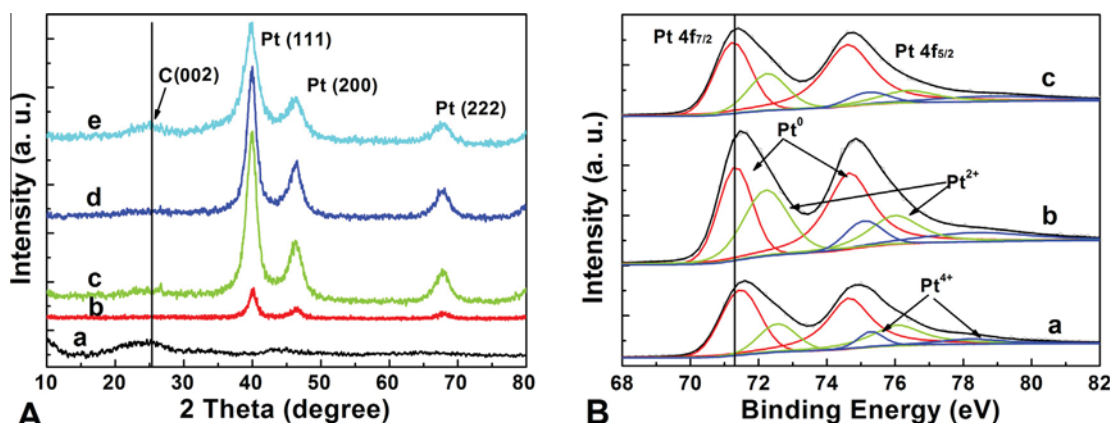 Intensity (a. u.)
Pt (111)
C(002)
Pt (200)
Pt (222)
e
d
c
b
a
10 20 30 40 50 60 70 80
2 Theta (degree)
A
Intensity (a. u.)
Pt 4f7/2
Pt 4f5/2
c
Pt0
Pt2+
b
Pt4+
a
68 70 72 74 76 78 80 82
Binding Energy (eV)
B